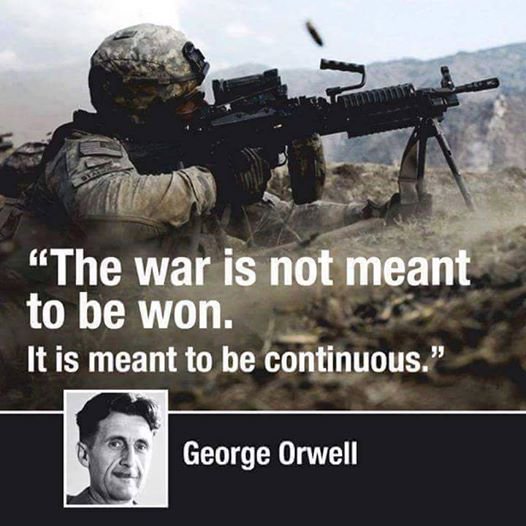 “The war is not meant
to be won.
It is meant to be continuous.”
George Orwell